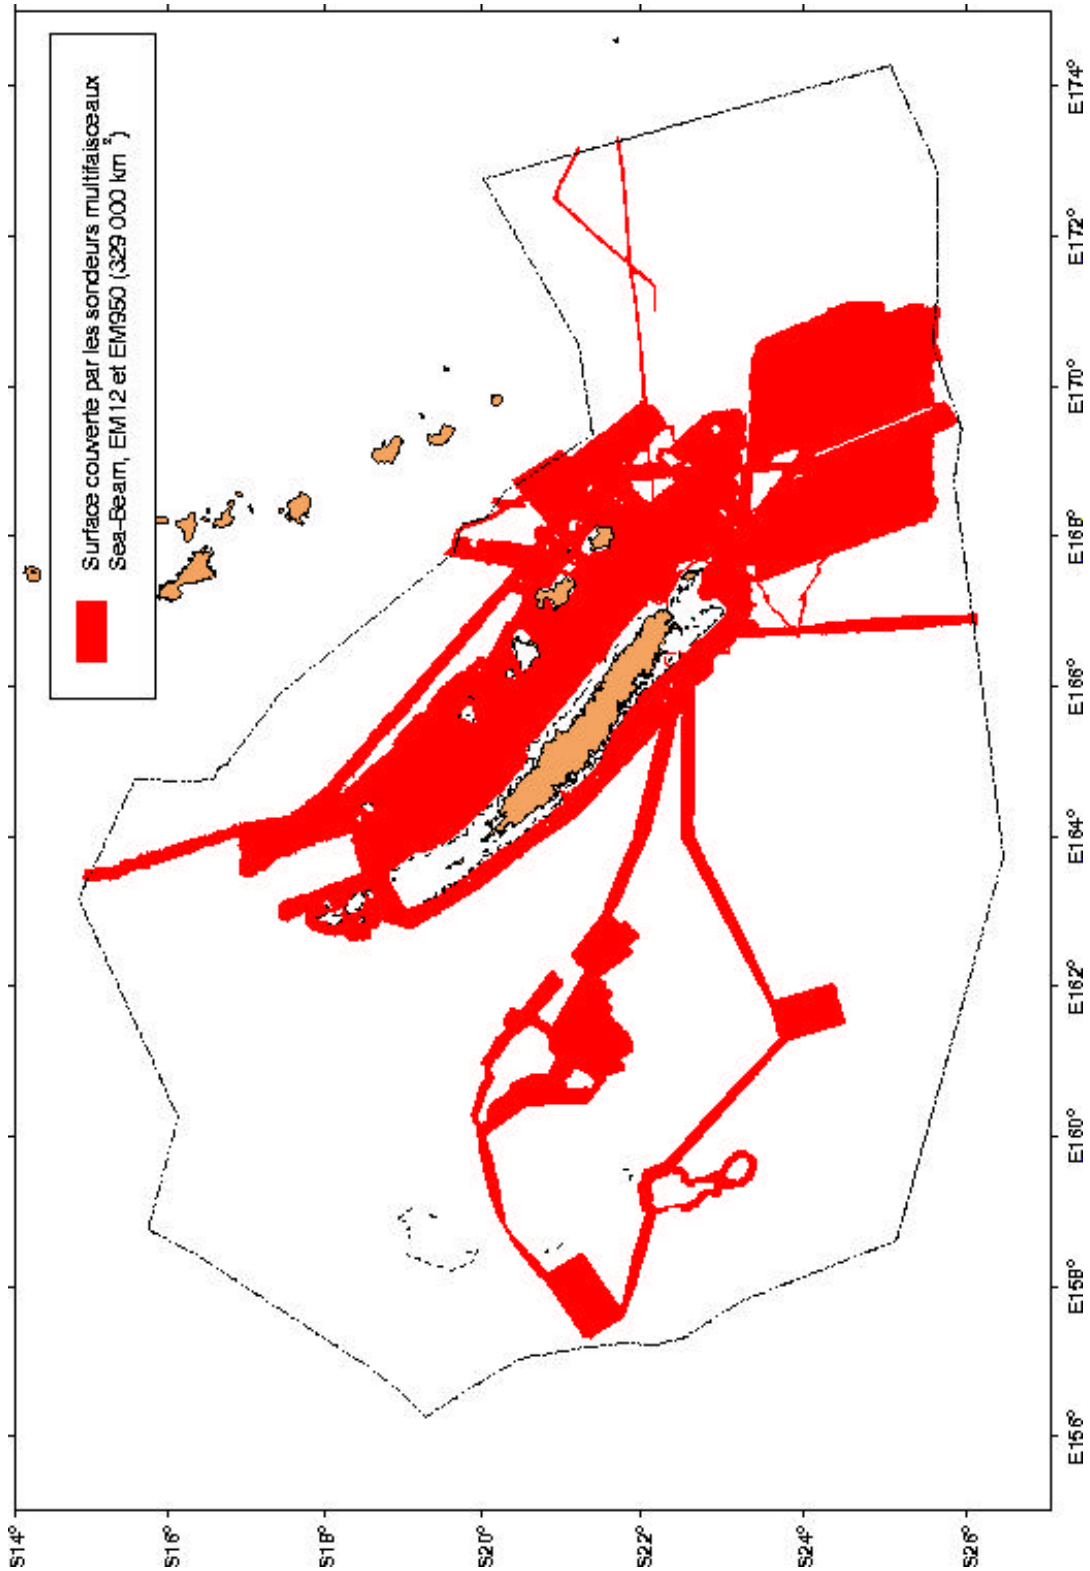 Surface couverte par les sondeurs multifaisceaux
Sea-Beam, EM12 et EM950 (329 000 km²)
S14°
S16°
S18°
S20°
S22°
S24°
S26°
E156°
E158°
E160°
E162°
E164°
E166°
E168°
E170°
E172°
E174°